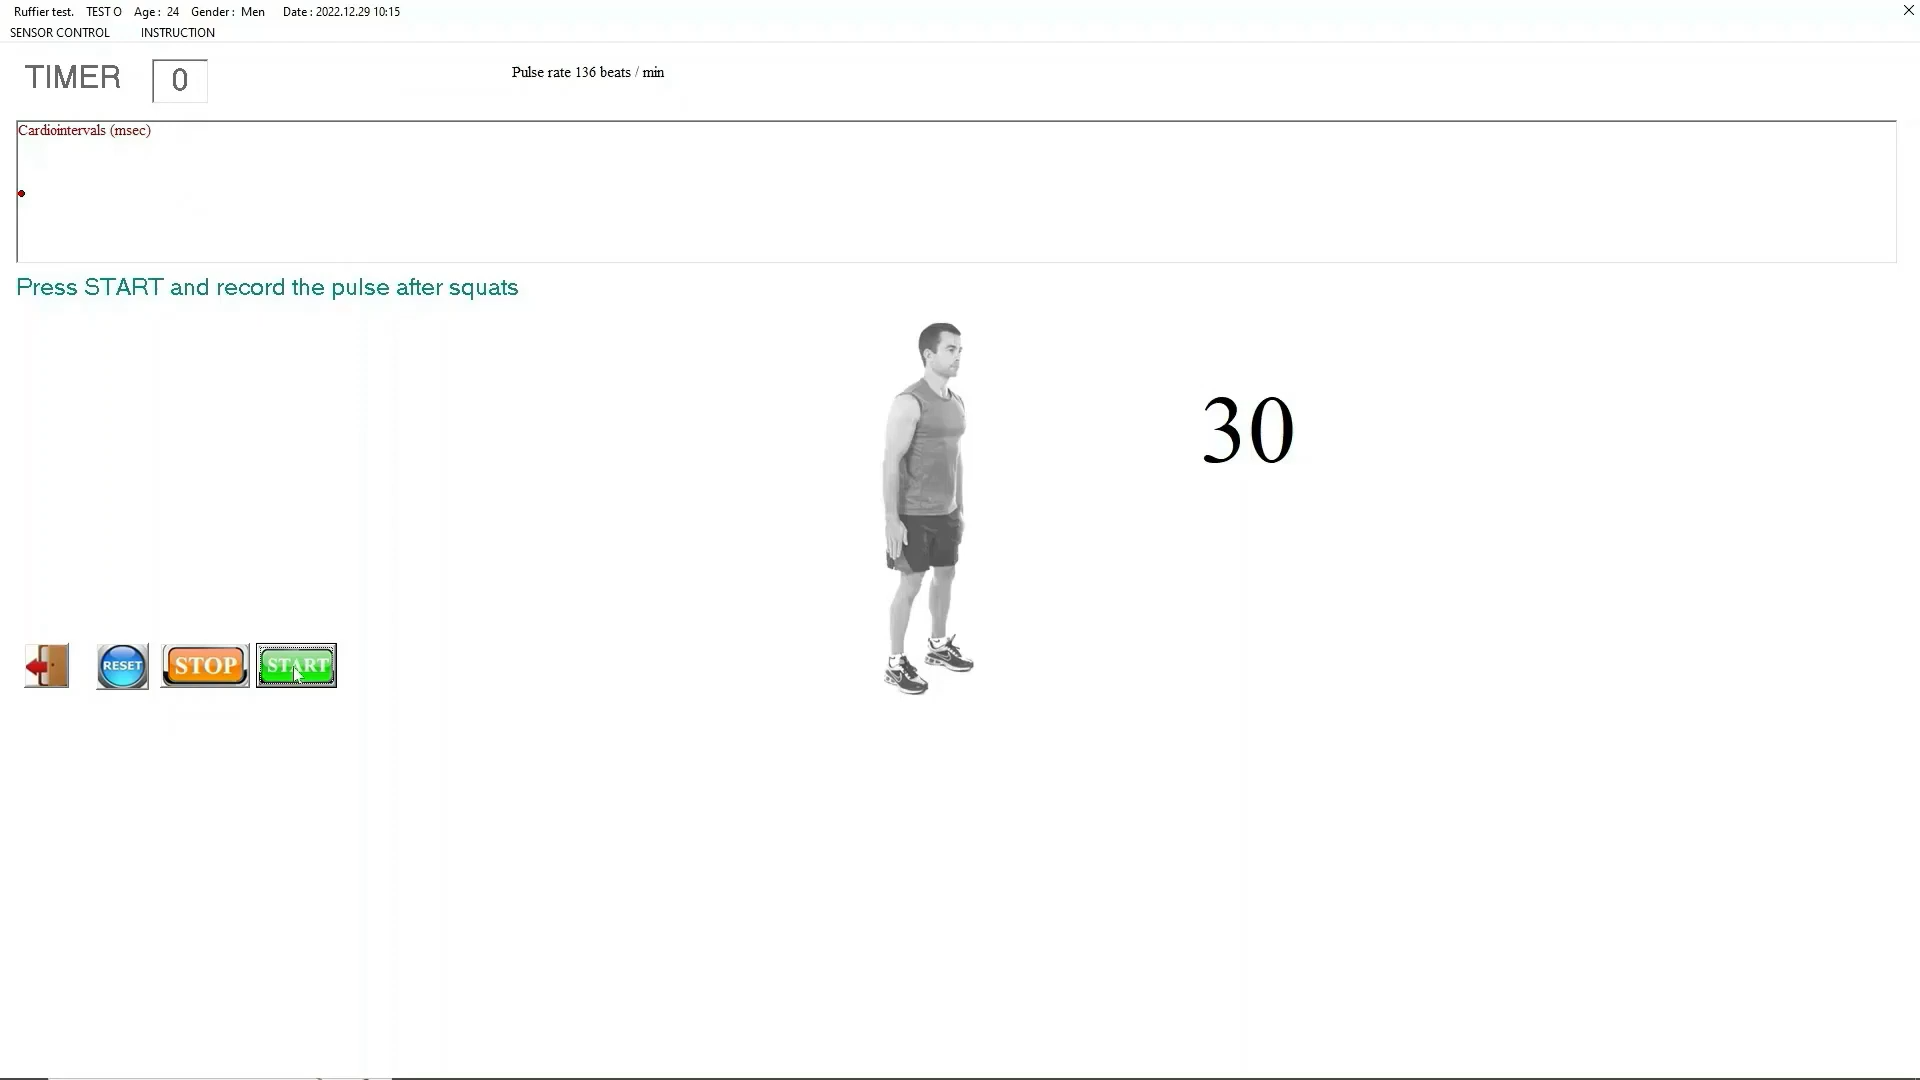 Ruffier test. TEST O Age : 24 Gender : Men Date : 2022.12.29 10:15
SENSOR CONTROL INSTRUCTION
TIMER 0
Pulse rate 136 beats / min
Cardiointervals (msec)
Press START and record the pulse after squats
30
RESET STOP START